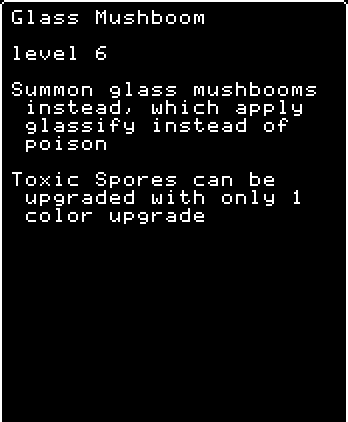 Glass Mushboom
level 6
Summon glass mushbooms
instead, which apply
glassify instead of
poison
Toxic Spores can be
upgraded with only 1
color upgrade